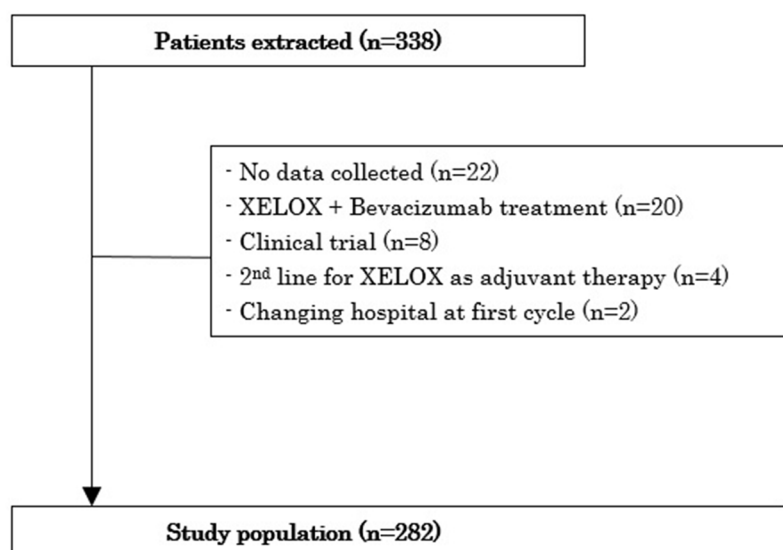 Patients extracted (n=338)
- No data collected (n=22)
- XELOX + Bevacizumab treatment (n=20)
- Clinical trial (n=8)
- 2nd line for XELOX as adjuvant therapy (n=4)
- Changing hospital at first cycle (n=2)
Study population (n=282)